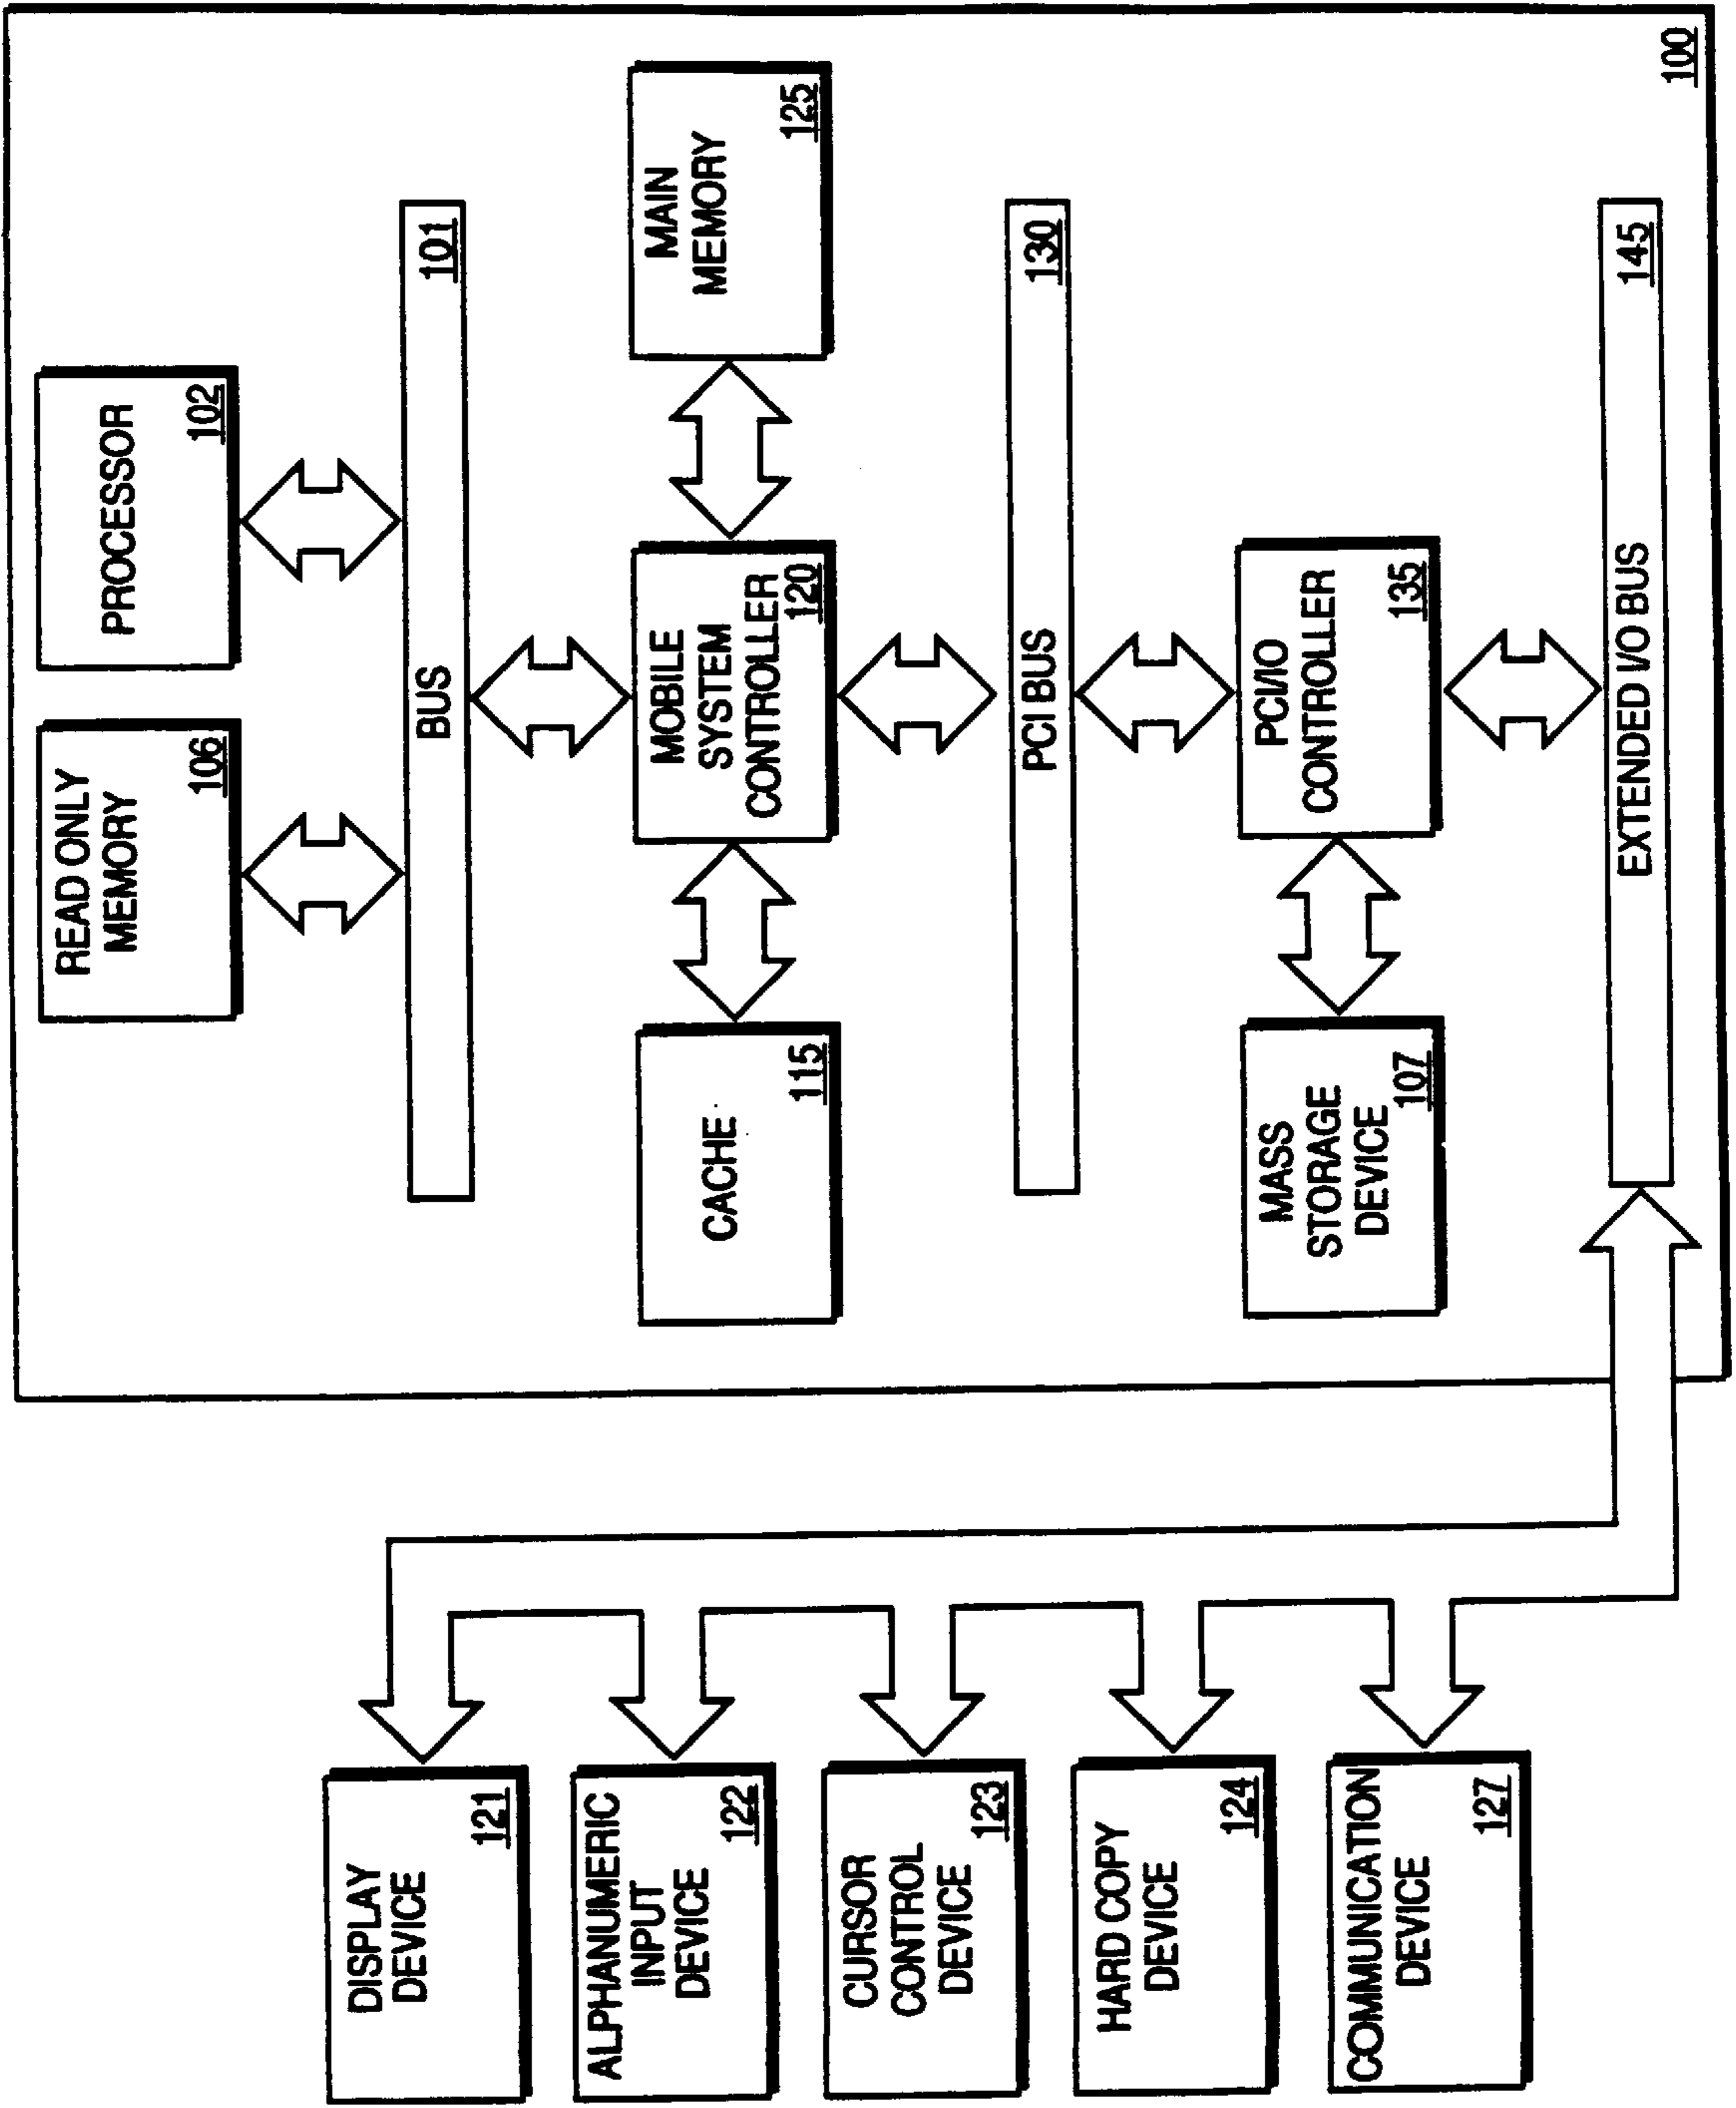 READ ONLY
MEMORY
106
PROCESSOR
102
BUS
101
CACHE
115
MOBILE
SYSTEM
CONTROLLER
120
MAIN
MEMORY
125
PCI BUS
130
MASS
STORAGE
DEVICE
107
PCI/IO
CONTROLLER
135
EXTENDED I/O BUS
145
100
DISPLAY
DEVICE
121
ALPHANUMERIC
INPUT
DEVICE
122
CURSOR
CONTROL
DEVICE
123
HARD COPY
DEVICE
124
COMMUNICATION
DEVICE
127